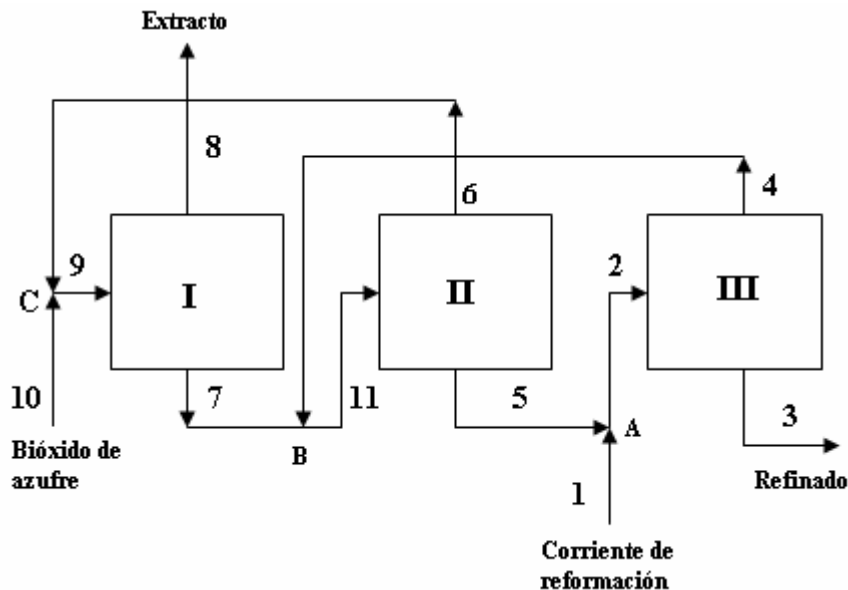 Extracto
8
6
4
9
I
II
2
III
C
10
7
11
5
A
3
B
Bióxido de
azufre
1
Refinado
Corriente de
reformación